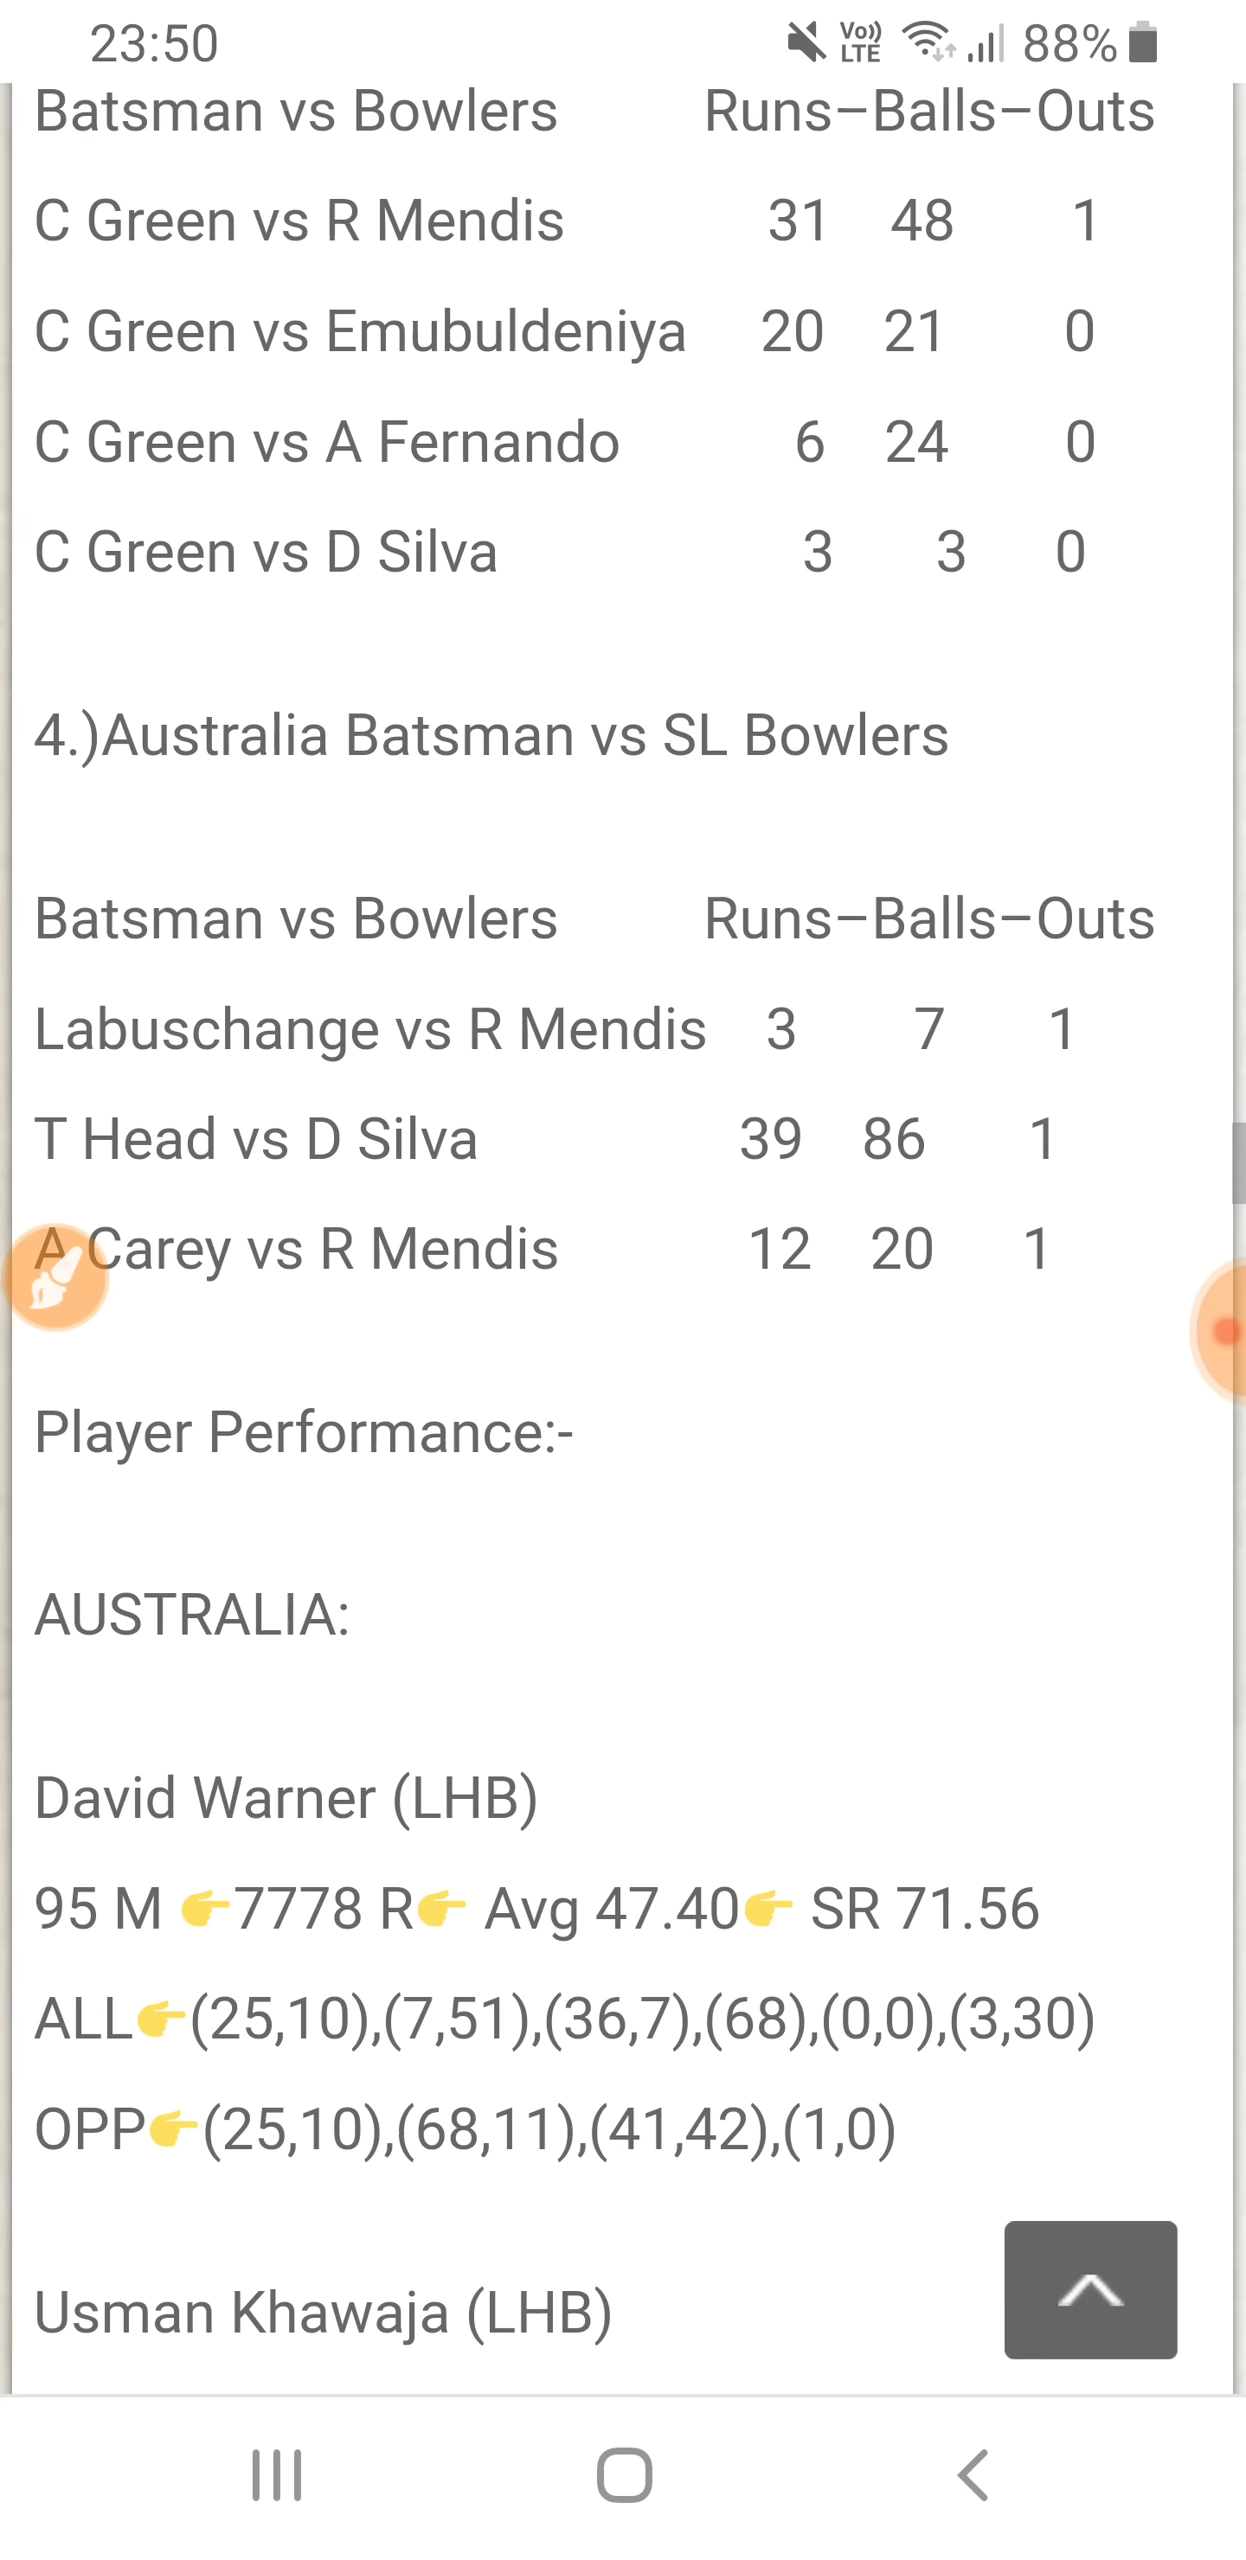 23:50 Vo)) LTE 88%
Batsman vs Bowlers Runs–Balls–Outs
C Green vs R Mendis 31 48 1
C Green vs Emubuldeniya 20 21 0
C Green vs A Fernando 6 24 0
C Green vs D Silva 3 3 0
4.)Australia Batsman vs SL Bowlers
Batsman vs Bowlers Runs–Balls–Outs
Labuschange vs R Mendis 3 7 1
T Head vs D Silva 39 86 1
A Carey vs R Mendis 12 20 1
Player Performance:-
AUSTRALIA:
David Warner (LHB)
95 M 👉7778 R👉 Avg 47.40👉 SR 71.56
ALL👉(25,10),(7,51),(36,7),(68),(0,0),(3,30)
OPP👉(25,10),(68,11),(41,42),(1,0)
Usman Khawaja (LHB)